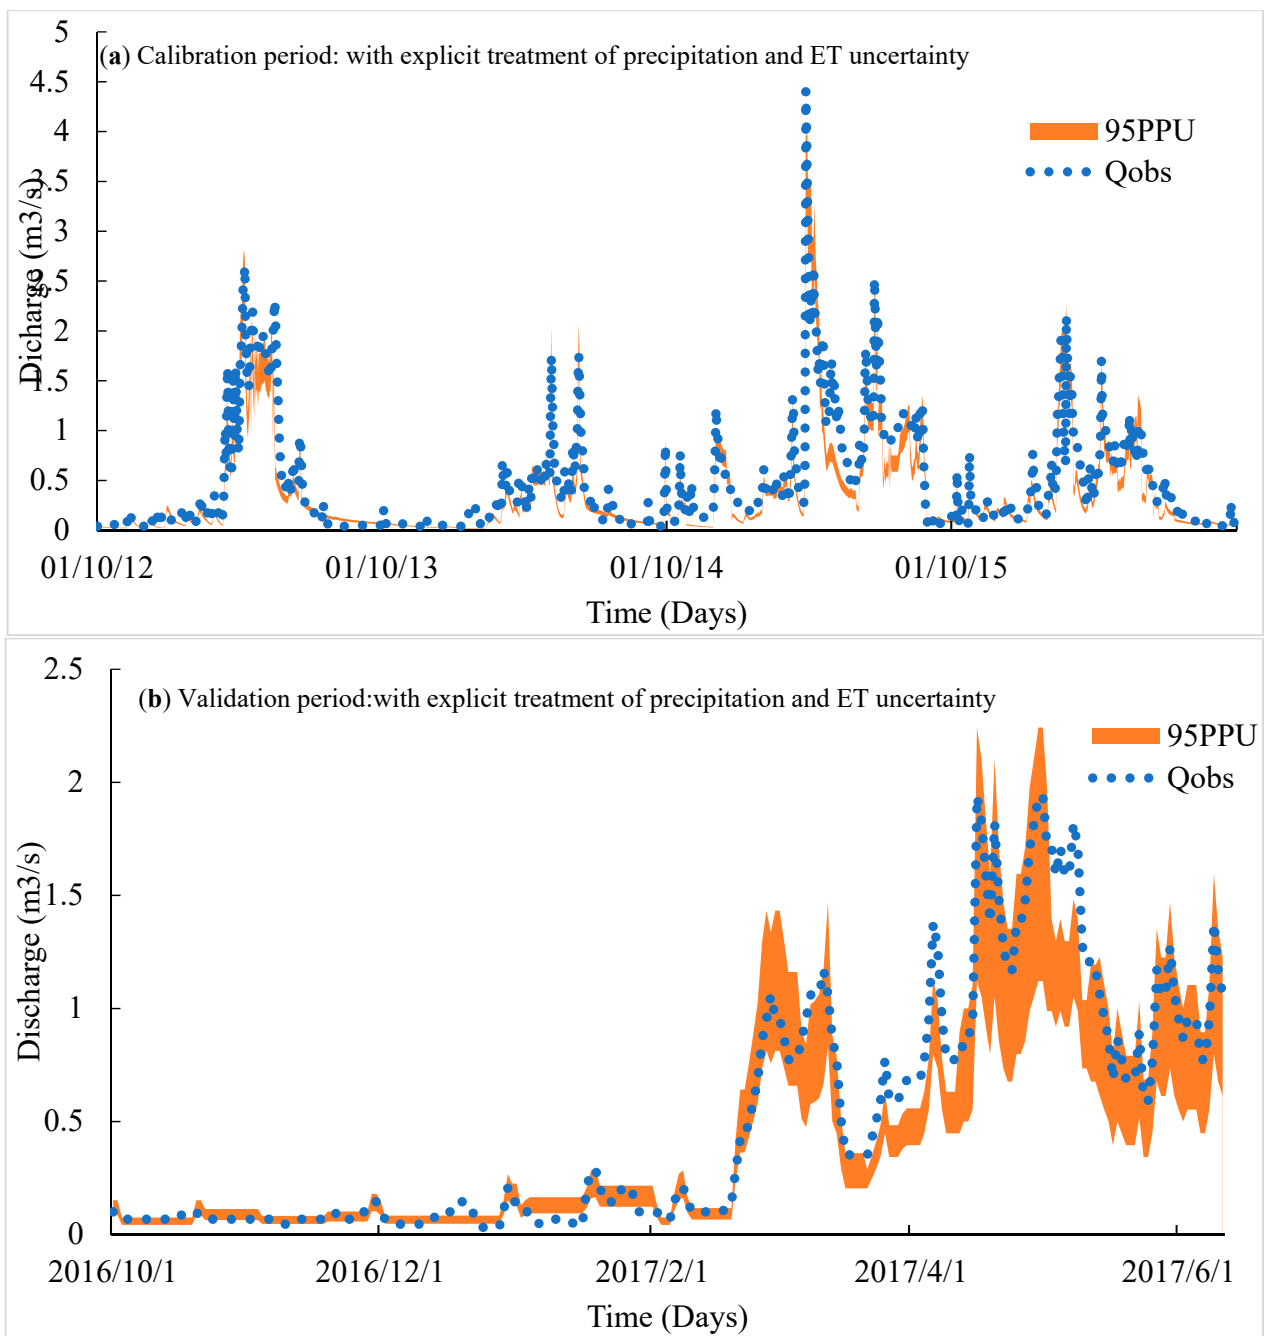 5
(a) Calibration period: with explicit treatment of precipitation and ET uncertainty
4.5
4
95PPU
3.5
Qobs
3
2.5
2
1.5
1
0.5
0
Dicharge (m3/s)
01/10/12
01/10/13
01/10/14
01/10/15
Time (Days)
2.5
(b) Validation period:with explicit treatment of precipitation and ET uncertainty
95PPU
Qobs
2
1.5
1
0.5
0
Discharge (m3/s)
2016/10/1
2016/12/1
2017/2/1
2017/4/1
2017/6/1
Time (Days)